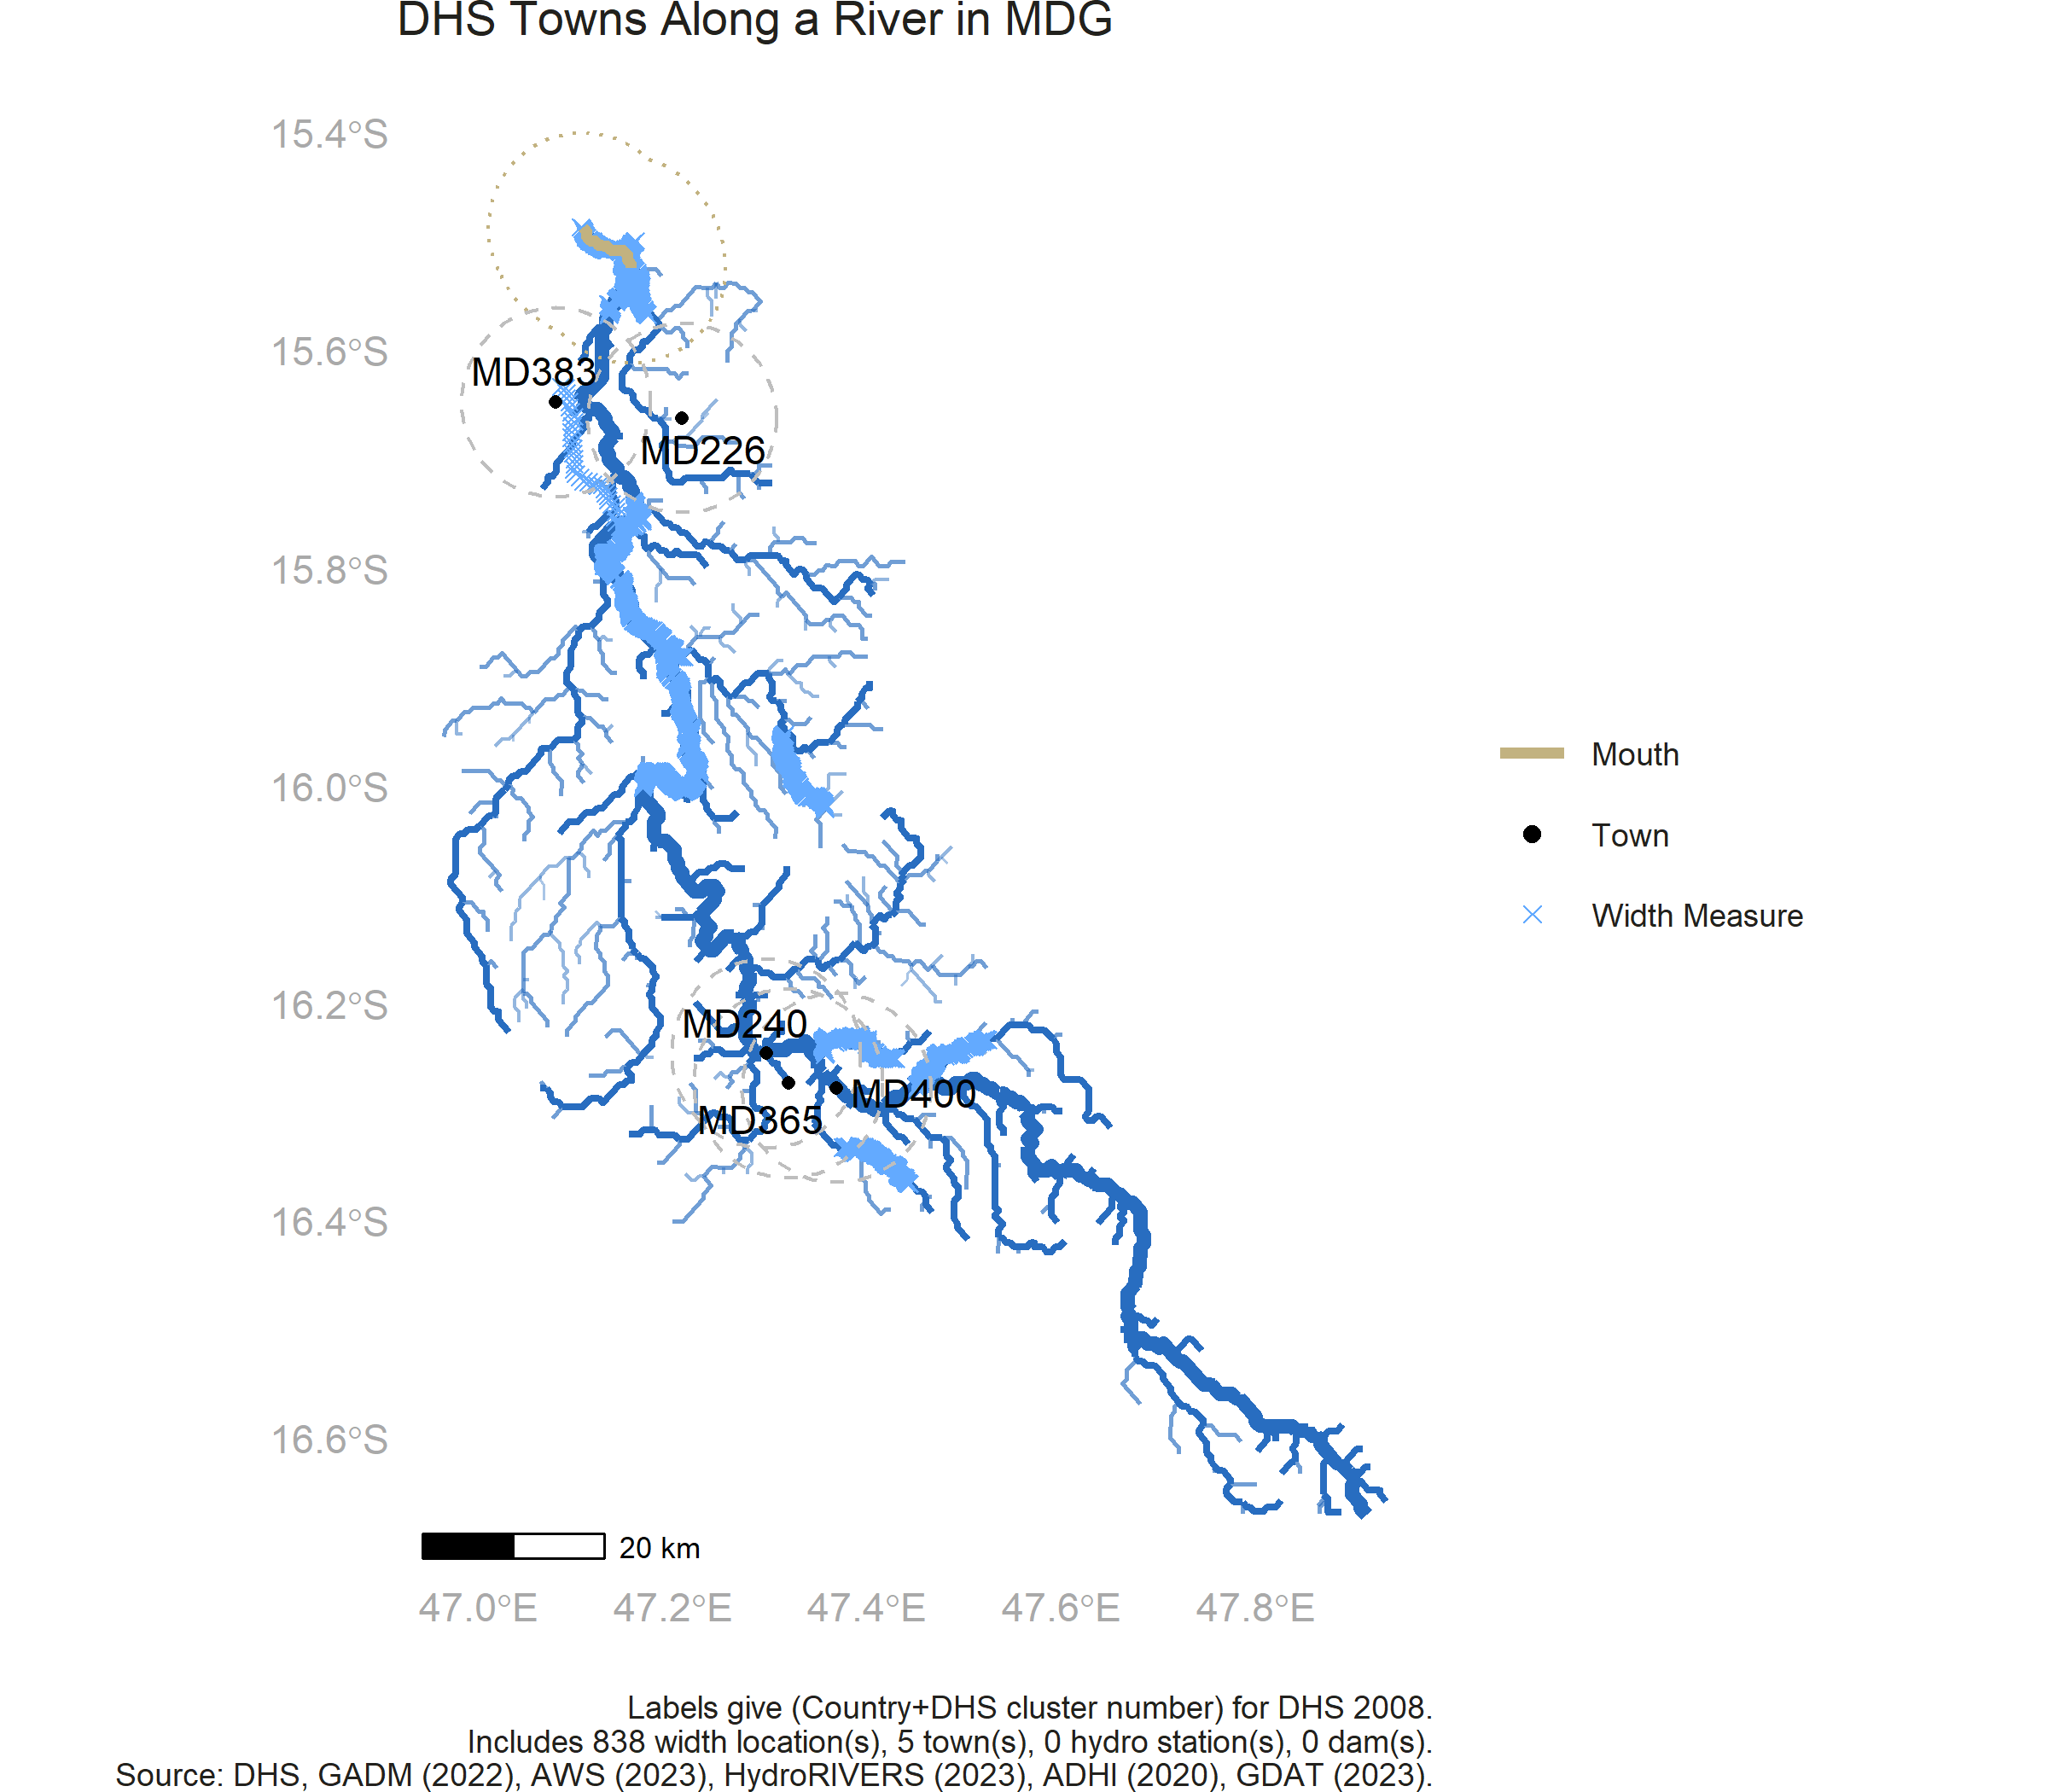 DHS Towns Along a River in MDG
15.4°S
15.6°S
MD383
MD226
15.8°S
Mouth
16.0°S
Town
Width Measure
16.2°S
MD240
MD400
MD365
16.4°S
16.6°S
20 km
47.0°E 47.2°E 47.4°E 47.6°E 47.8°E
Labels give (Country+DHS cluster number) for DHS 2008.
Includes 838 width location(s), 5 town(s), 0 hydro station(s), 0 dam(s).
Source: DHS, GADM (2022), AWS (2023), HydroRIVERS (2023), ADHI (2020), GDAT (2023).